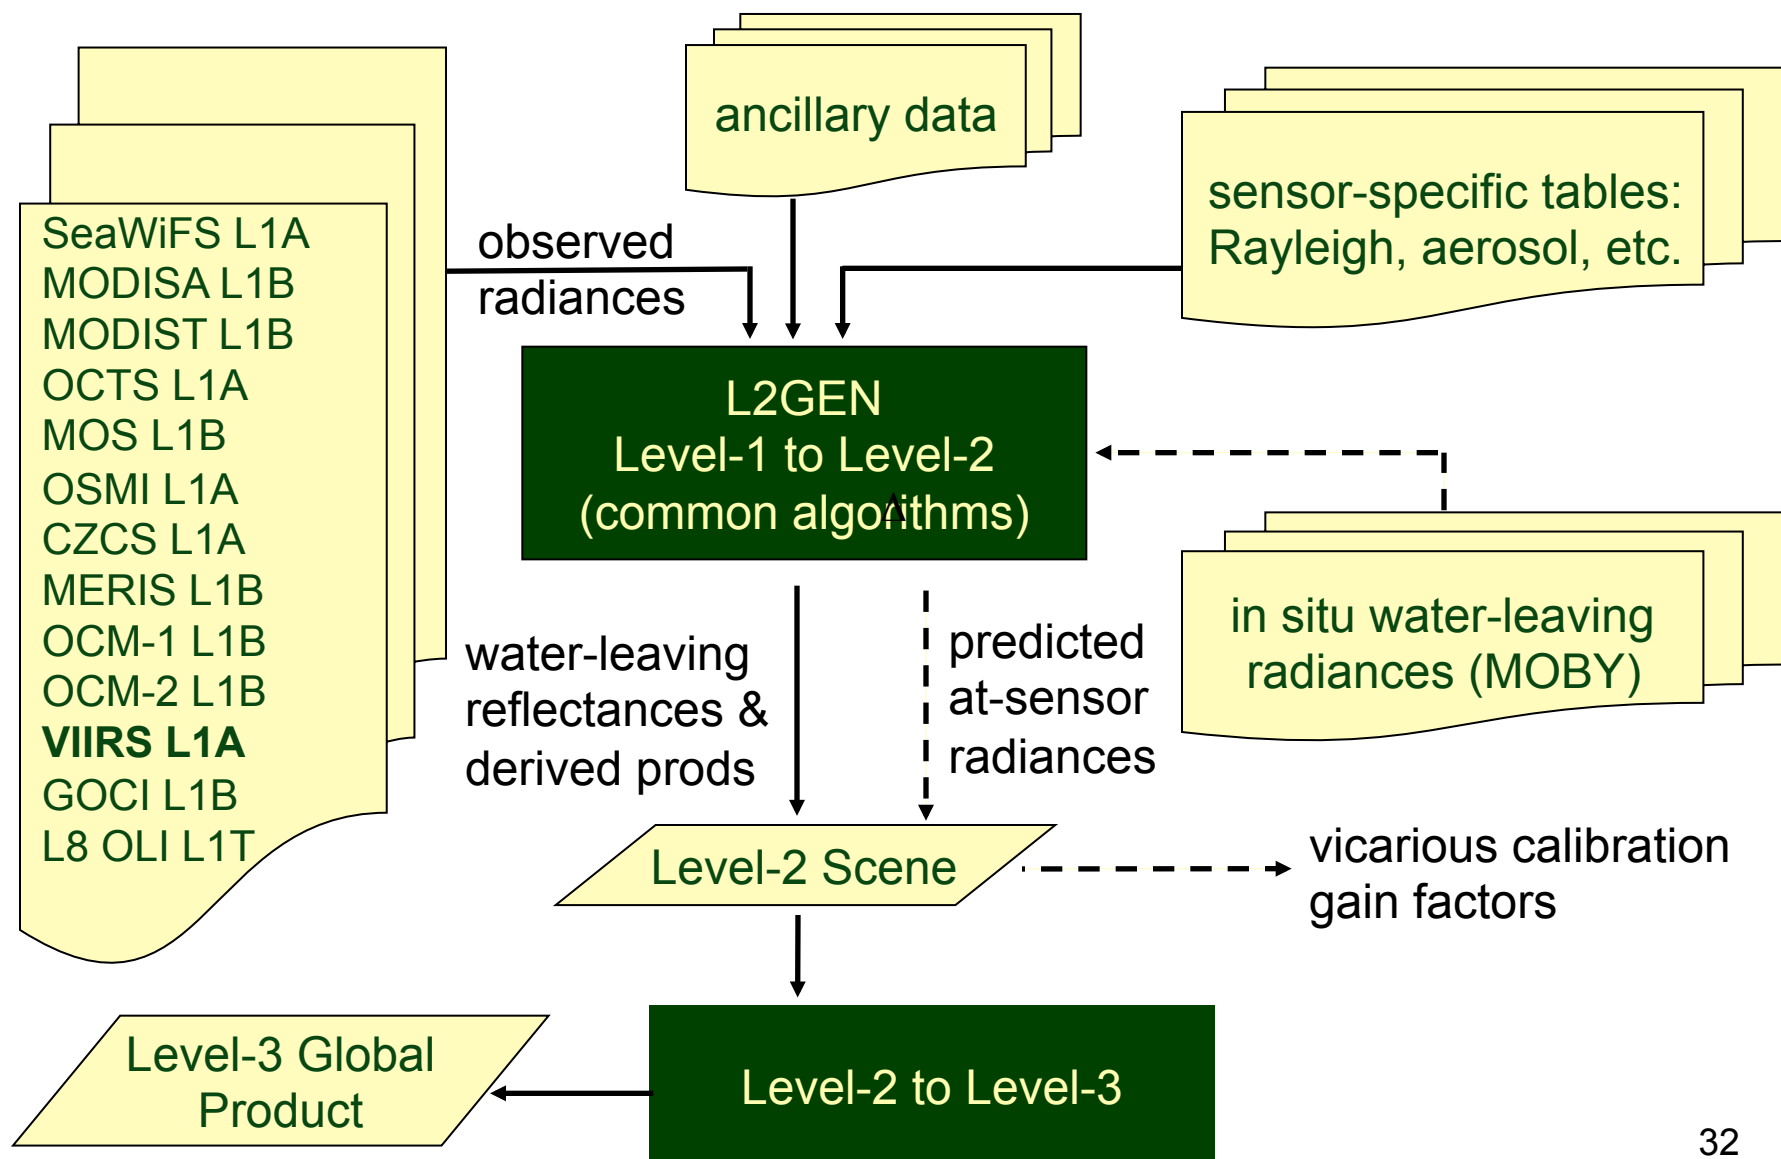 ancillary data
sensor-specific tables:
Rayleigh, aerosol, etc.
SeaWiFS L1A
MODISA L1B
MODIST L1B
OCTS L1A
MOS L1B
OSMI L1A
CZCS L1A
MERIS L1B
OCM-1 L1B
OCM-2 L1B
VIIRS L1A
GOCI L1B
L8 OLI L1T
observed
radiances
L2GEN
Level-1 to Level-2
(common algorithms)
Δ
in situ water-leaving
radiances (MOBY)
water-leaving
reflectances &
derived prods
predicted
at-sensor
radiances
Level-2 Scene
vicarious calibration
gain factors
Level-3 Global
Product
Level-2 to Level-3
32